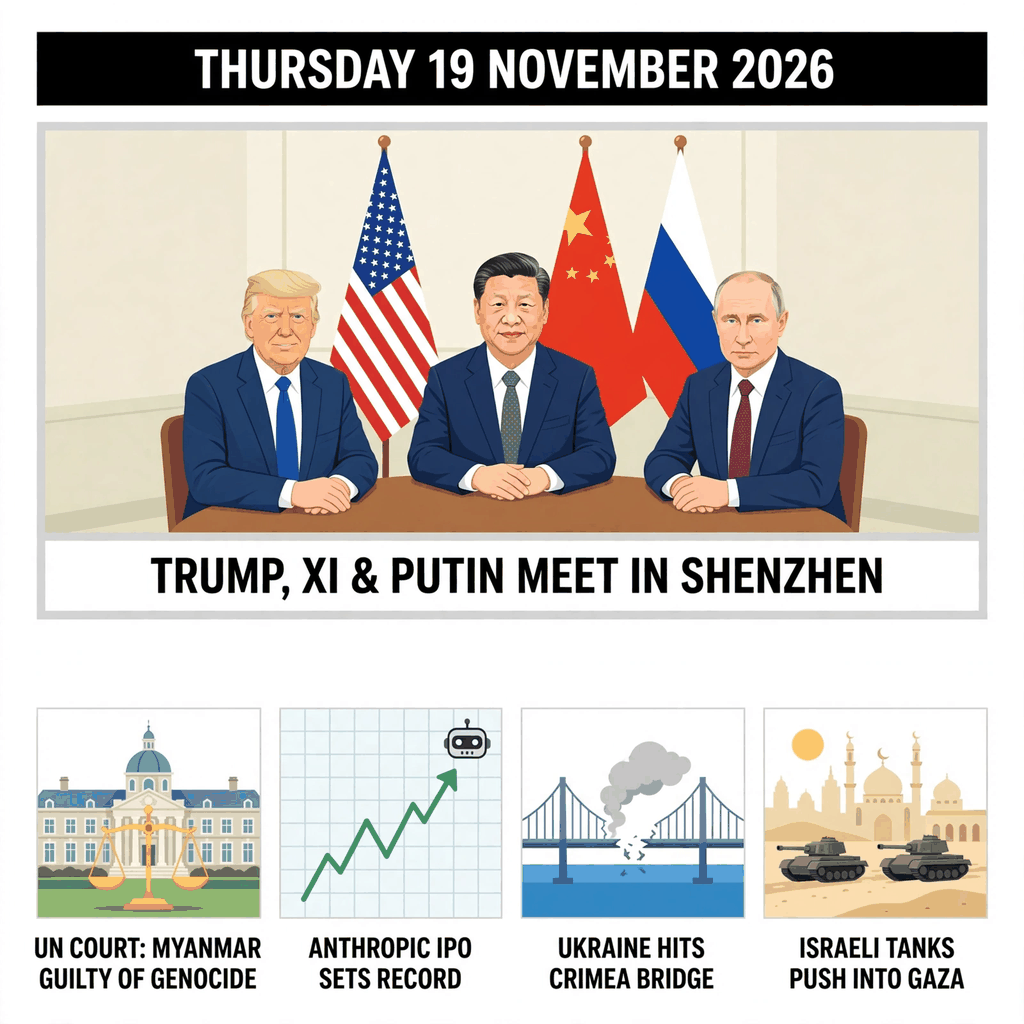 THURSDAY 19 NOVEMBER 2026
TRUMP, XI & PUTIN MEET IN SHENZHEN
UN COURT: MYANMAR
GUILTY OF GENOCIDE
ANTHROPIC IPO
SETS RECORD
UKRAINE HITS
CRIMEA BRIDGE
ISRAELI TANKS
PUSH INTO GAZA